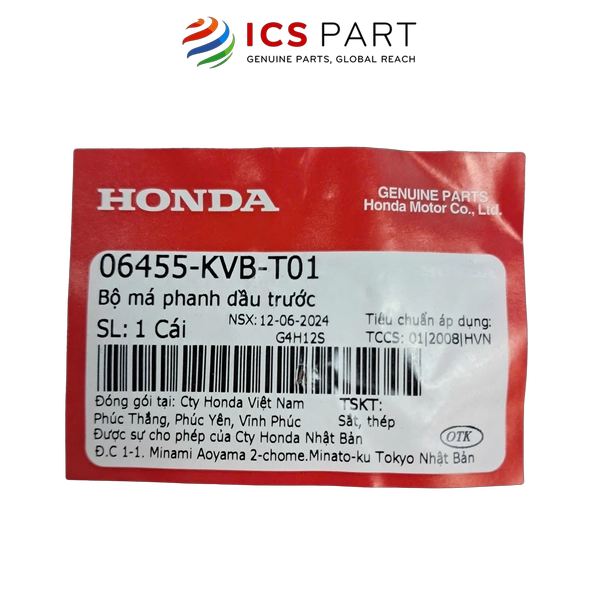 ICS PART
GENUINE PARTS, GLOBAL REACH
HONDA
GENUINE PARTS
Honda Motor Co., Ltd.
06455-KVB-T01
Bộ má phanh dầu trước
NSX: 12-06-2024
Tiêu chuẩn áp dụng:
SL: 1 Cái
G4H12S
TCCS: 01|2008|HVN
Đóng gói tại: Cty Honda Việt Nam
TSKT:
Phúc Thắng, Phúc Yên, Vĩnh Phúc
Sắt, thép
Được sự cho phép của Cty Honda Nhật Bản
OTK
Đ.C 1-1. Minami Aoyama 2-chome.Minato-ku Tokyo Nhật Bản